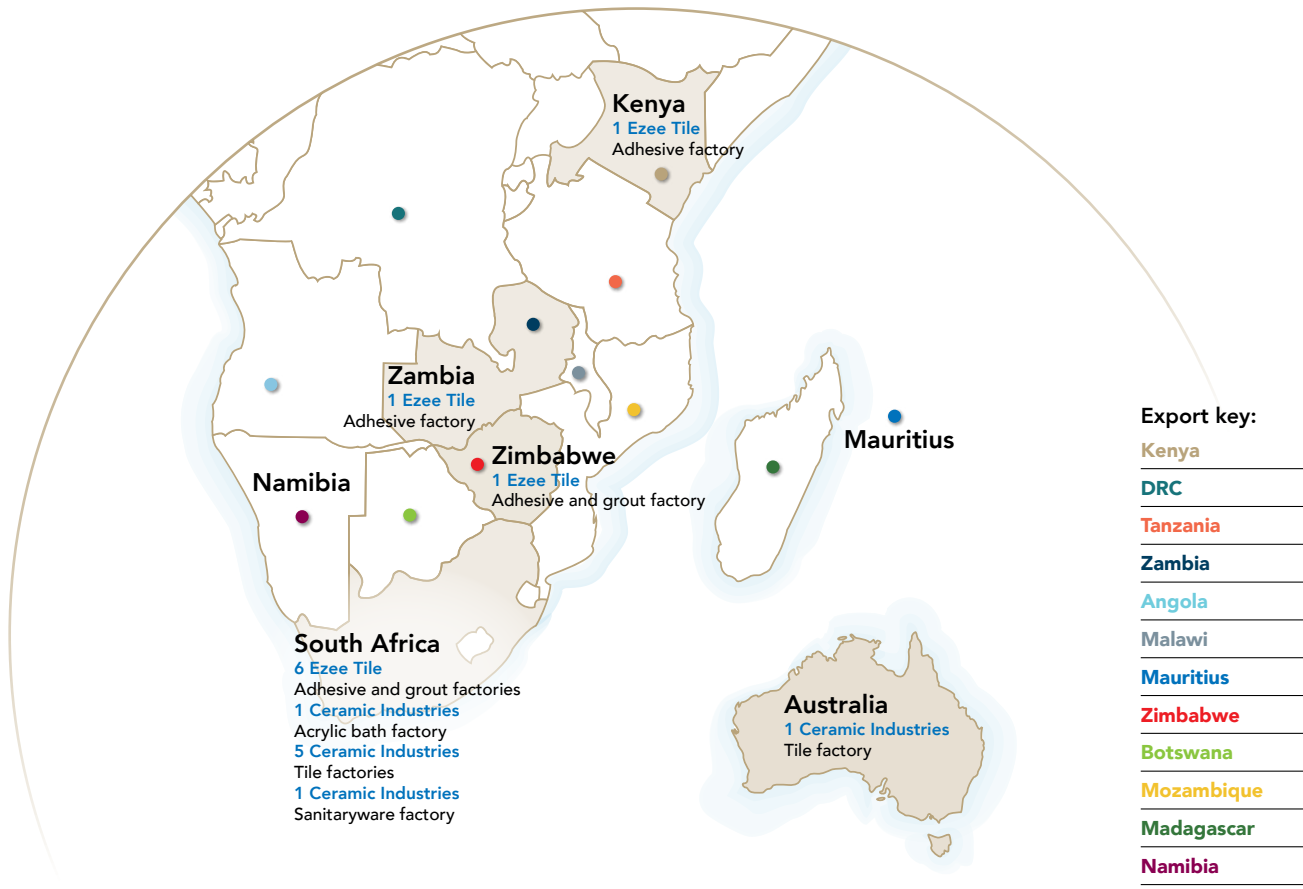 Kenya
1 Ezee Tile
Adhesive factory
Zambia
1 Ezee Tile
Adhesive factory
Zimbabwe
1 Ezee Tile
Adhesive and grout factory
Namibia
Mauritius
South Africa
6 Ezee Tile
Adhesive and grout factories
1 Ceramic Industries
Acrylic bath factory
5 Ceramic Industries
Tile factories
1 Ceramic Industries
Sanitaryware factory
Australia
1 Ceramic Industries
Tile factory
Export key:
Kenya
DRC
Tanzania
Zambia
Angola
Malawi
Mauritius
Zimbabwe
Botswana
Mozambique
Madagascar
Namibia